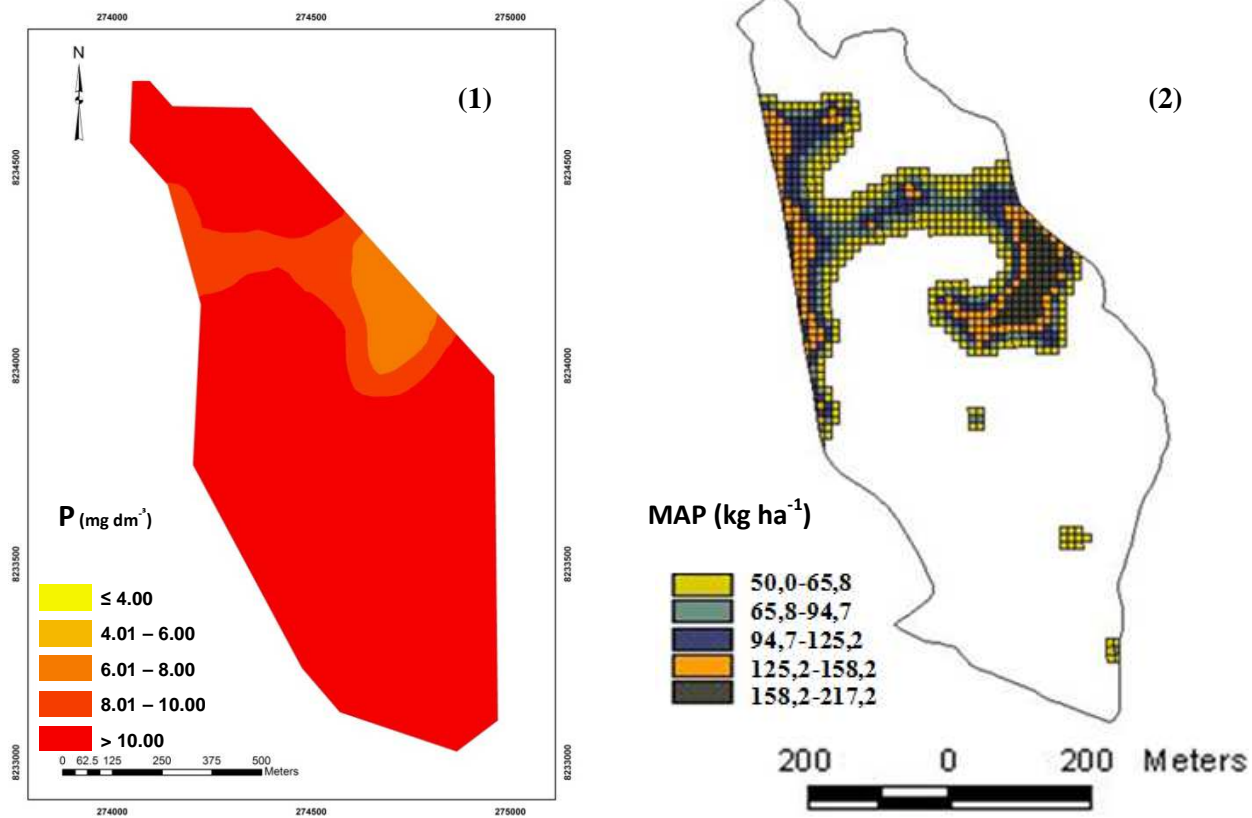 274000 274500 275000
N
(1)
(2)
8234500
8234500
8234000
8234000
8233500
8233500
8233000
8233000
P (mg dm⁻³)
≤ 4.00
4.01 – 6.00
6.01 – 8.00
8.01 – 10.00
> 10.00
0 62.5 125 250 375 500
Meters
274000 274500 275000
MAP (kg ha⁻¹)
50,0-65,8
65,8-94,7
94,7-125,2
125,2-158,2
158,2-217,2
200 0 200 Meters